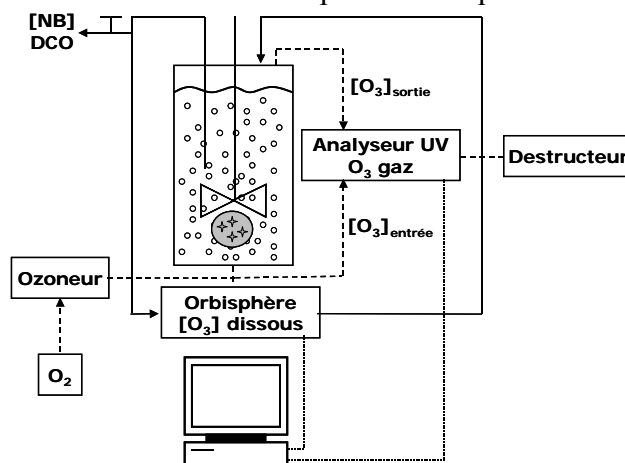 [NB]
DCO
[O3]sortie
Analyseur UV
O3 gaz
Destructeur
[O3]entrée
Ozoneur
Orbisphère
[O3] dissous
O2